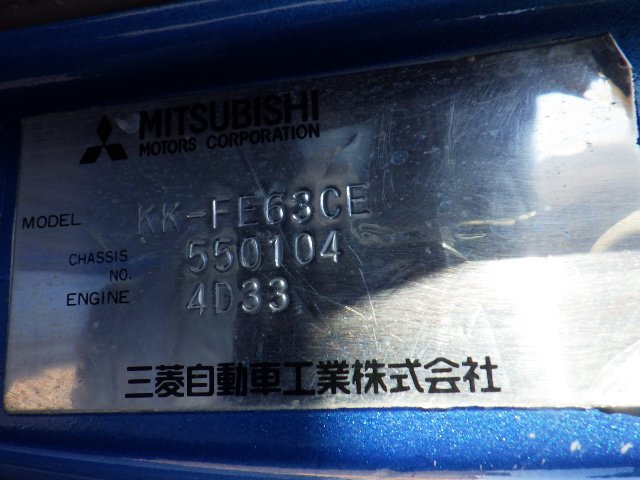 MITSUBISHI
MOTORS CORPORATION
MODEL KK-FE63CE
CHASSIS NO. 550104
ENGINE 4D33
三菱自動車工業株式会社